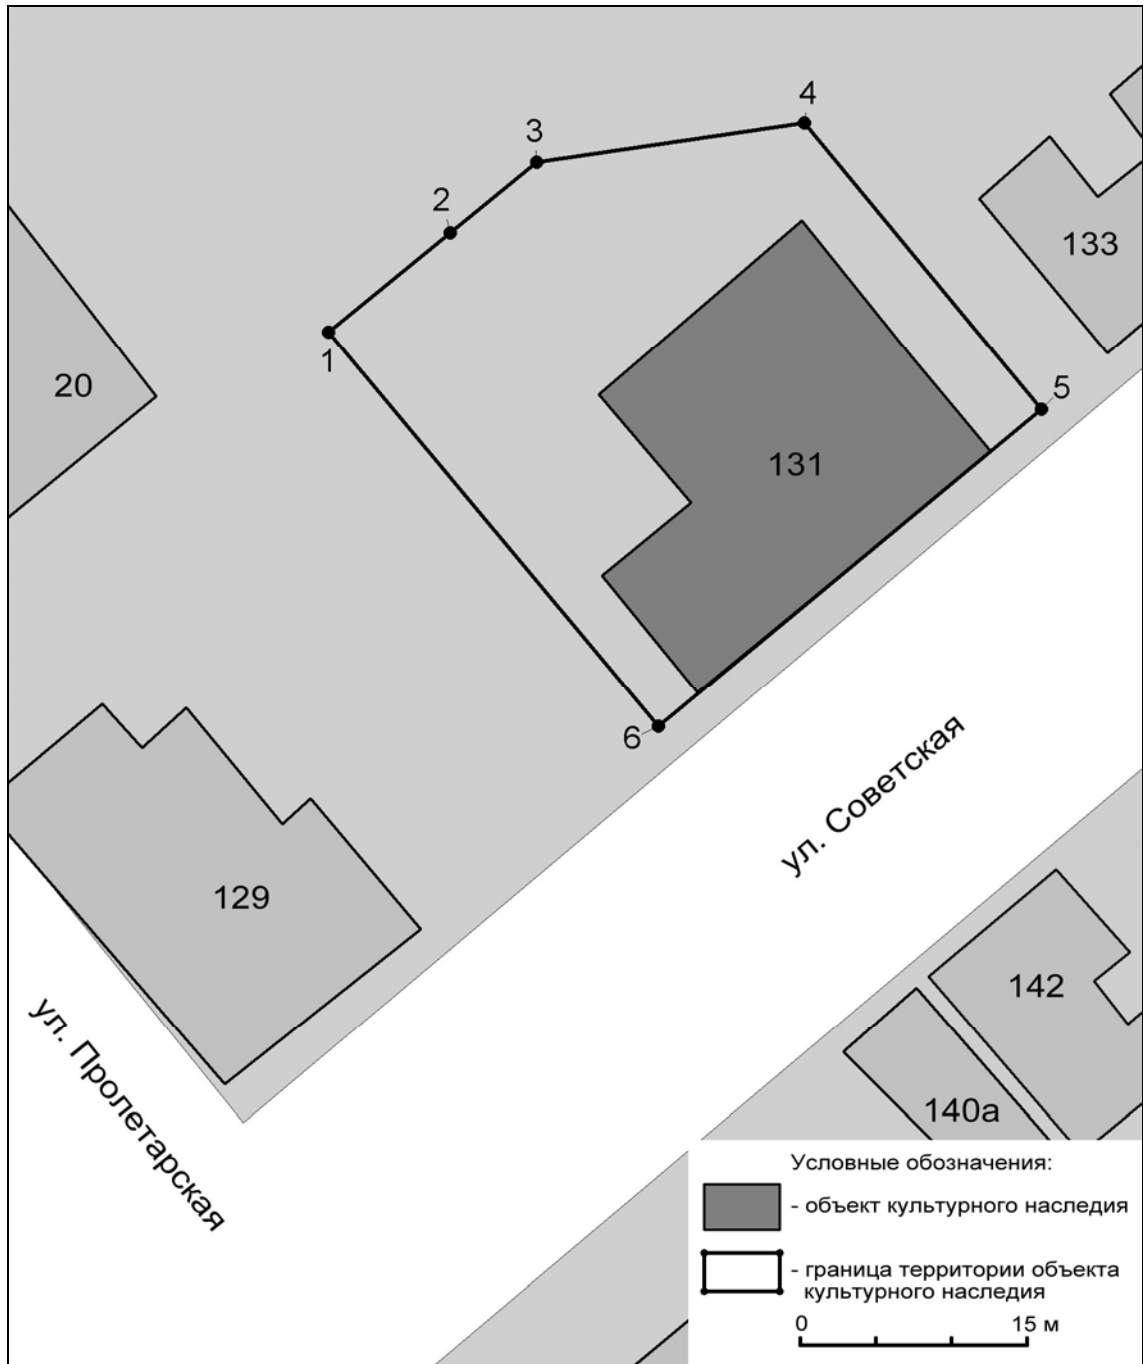 4
3
2
133
1
20
5
131
6
ул. Советская
129
142
ул. Пролетарская
140а
Условные обозначения:
- объект культурного наследия
- граница территории объекта
культурного наследия
0 15 м